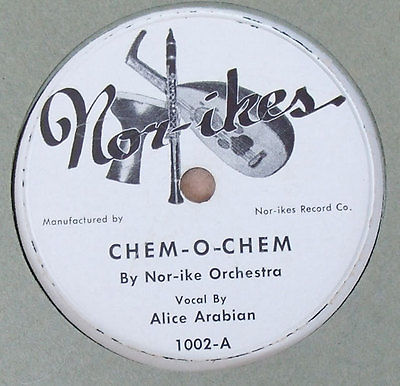 Nor-ikes
Manufactured by
Nor-ikes Record Co.
CHEM-O-CHEM
By Nor-ike Orchestra
Vocal By
Alice Arabian
1002-A